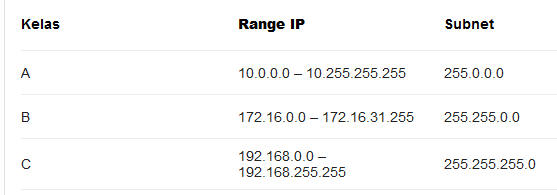 Kelas Range IP Subnet
A 10.0.0.0 – 10.255.255.255 255.0.0.0
B 172.16.0.0 – 172.16.31.255 255.255.0.0
C 192.168.0.0 –
192.168.255.255 255.255.255.0